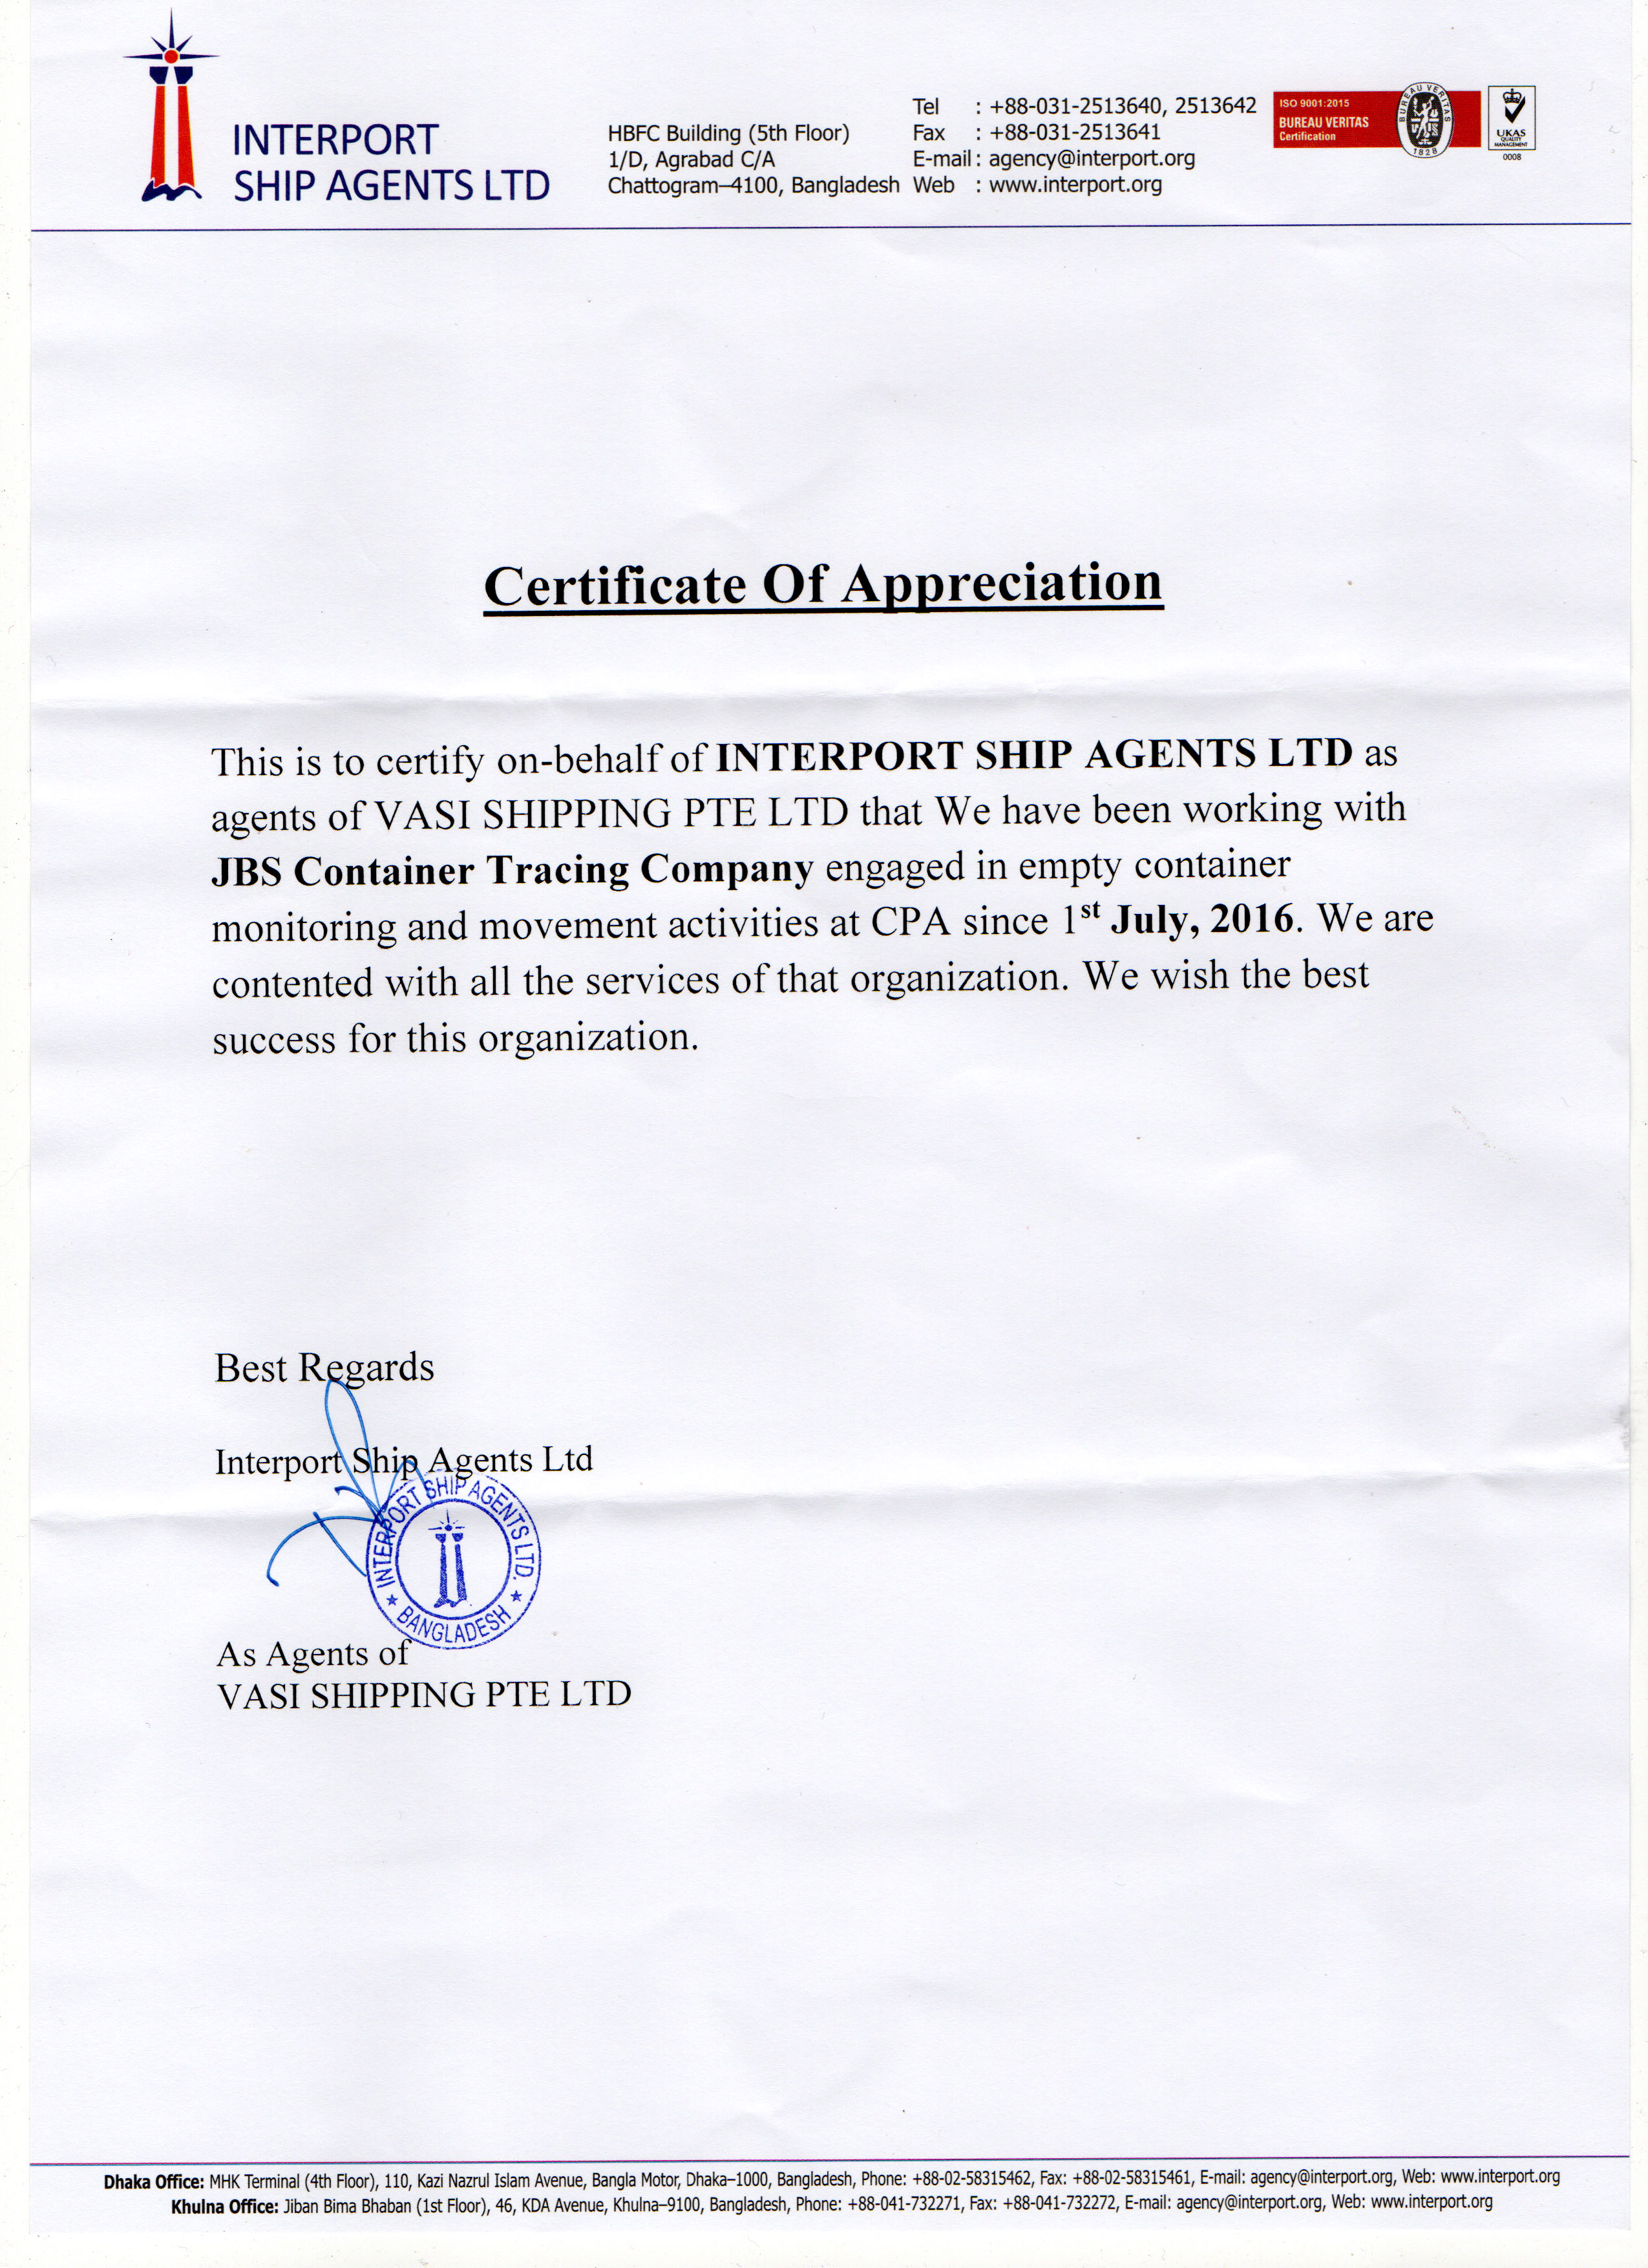 INTERPORT
SHIP AGENTS LTD
HBFC Building (5th Floor)
1/D, Agrabad C/A
Chattogram–4100, Bangladesh
Tel : +88-031-2513640, 2513642
Fax : +88-031-2513641
E-mail : agency@interport.org
Web : www.interport.org
ISO 9001:2015
BUREAU VERITAS
Certification
BUREAU VERITAS
1828
UKAS
QUALITY
MANAGEMENT
0008
Certificate Of Appreciation
This is to certify on-behalf of INTERPORT SHIP AGENTS LTD as
agents of VASI SHIPPING PTE LTD that We have been working with
JBS Container Tracing Company engaged in empty container
monitoring and movement activities at CPA since 1st July, 2016. We are
contented with all the services of that organization. We wish the best
success for this organization.
Best Regards
Interport Ship Agents Ltd
INTERPORT SHIP AGENTS LTD.
★ BANGLADESH ★
As Agents of
VASI SHIPPING PTE LTD
Dhaka Office: MHK Terminal (4th Floor), 110, Kazi Nazrul Islam Avenue, Bangla Motor, Dhaka–1000, Bangladesh, Phone: +88-02-58315462, Fax: +88-02-58315461, E-mail: agency@interport.org, Web: www.interport.org
Khulna Office: Jiban Bima Bhaban (1st Floor), 46, KDA Avenue, Khulna–9100, Bangladesh, Phone: +88-041-732271, Fax: +88-041-732272, E-mail: agency@interport.org, Web: www.interport.org